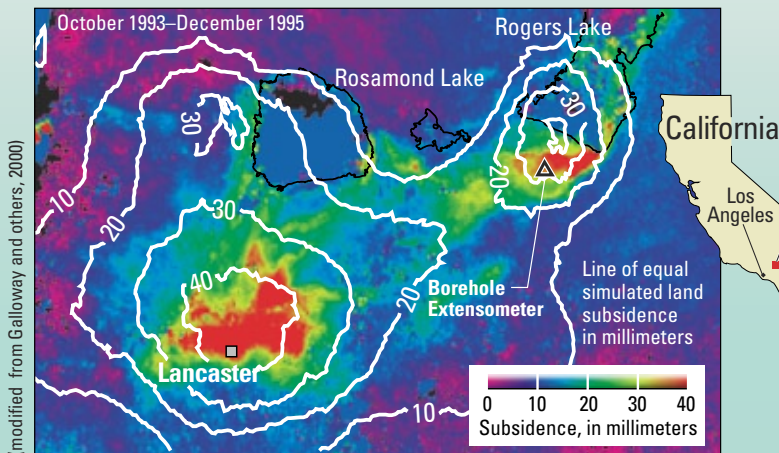 October 1993–December 1995
Rogers Lake
Rosamond Lake
California
Los
Angeles
(modified from Galloway and others, 2000)
30
30
10
20
20
30
40
20
Borehole
Extensometer
Line of equal
simulated land
subsidence
in millimeters
Lancaster
10
0 10 20 30 40
Subsidence, in millimeters